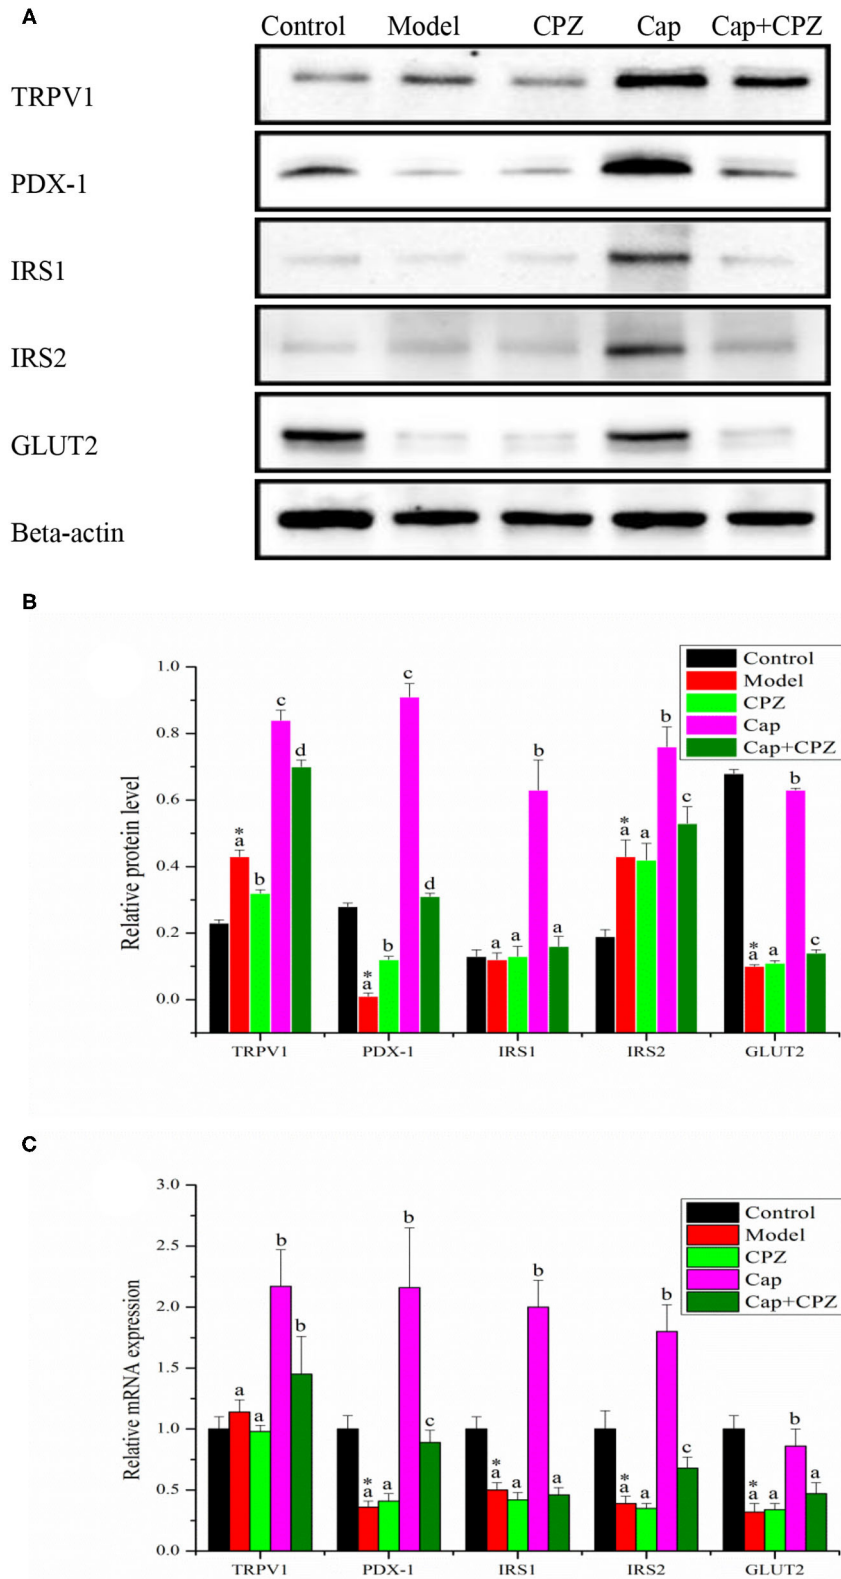 A
Control Model CPZ Cap Cap+CPZ
TRPV1
PDX-1
IRS1
IRS2
GLUT2
Beta-actin
B
Relative protein level
1.0
0.8
0.6
0.4
0.2
0.0
Control
Model
CPZ
Cap
Cap+CPZ
* a b c d
* a b c d
a a b a
* a a b c
* a a b c
TRPV1 PDX-1 IRS1 IRS2 GLUT2
C
Relative mRNA expression
3.0
2.5
2.0
1.5
1.0
0.5
0.0
Control
Model
CPZ
Cap
Cap+CPZ
a a b b
* a a b c
* a a b a
* a a b c
* a a b a
TRPV1 PDX-1 IRS1 IRS2 GLUT2